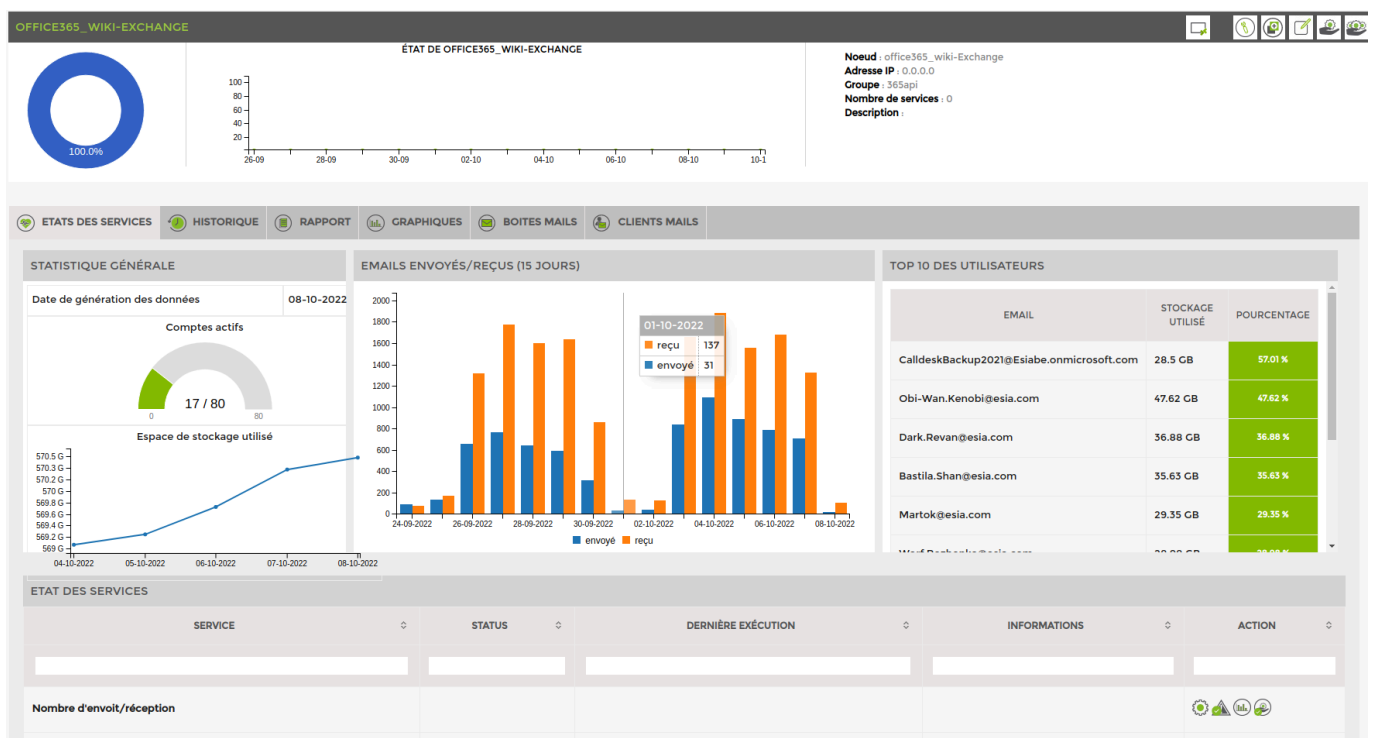 OFFICE365_WIKI-EXCHANGE
100.0%
ÉTAT DE OFFICE365_WIKI-EXCHANGE
100
80
60
40
20
26-09 28-09 30-09 02-10 04-10 06-10 08-10 10-1
Noeud : office365_wiki-Exchange
Adresse IP : 0.0.0.0
Groupe : 365api
Nombre de services : 0
Description :
ETATS DES SERVICES HISTORIQUE RAPPORT GRAPHIQUES BOITES MAILS CLIENTS MAILS
STATISTIQUE GÉNÉRALE
Date de génération des données 08-10-2022
Comptes actifs
17 / 80
0 80
Espace de stockage utilisé
570.5 G
570.3 G
570.2 G
570 G
569.8 G
569.6 G
569.4 G
569.2 G
569 G
04-10-2022 05-10-2022 06-10-2022 07-10-2022 08-10-2022
EMAILS ENVOYÉS/REÇUS (15 JOURS)
2000
1800
1600
1400
1200
1000
800
600
400
200
0
01-10-2022
reçu 137
envoyé 31
24-09-2022 26-09-2022 28-09-2022 30-09-2022 02-10-2022 04-10-2022 06-10-2022 08-10-2022
envoyé reçu
TOP 10 DES UTILISATEURS
EMAIL STOCKAGE UTILISÉ POURCENTAGE
CalldeskBackup2021@Esiabe.onmicrosoft.com 28.5 GB 57.01 %
Obi-Wan.Kenobi@esia.com 47.62 GB 47.62 %
Dark.Revan@esia.com 36.88 GB 36.88 %
Bastila.Shan@esia.com 35.63 GB 35.63 %
Martok@esia.com 29.35 GB 29.35 %
ETAT DES SERVICES
SERVICE STATUS DERNIÈRE EXÉCUTION INFORMATIONS ACTION
Nombre d'envoit/réception